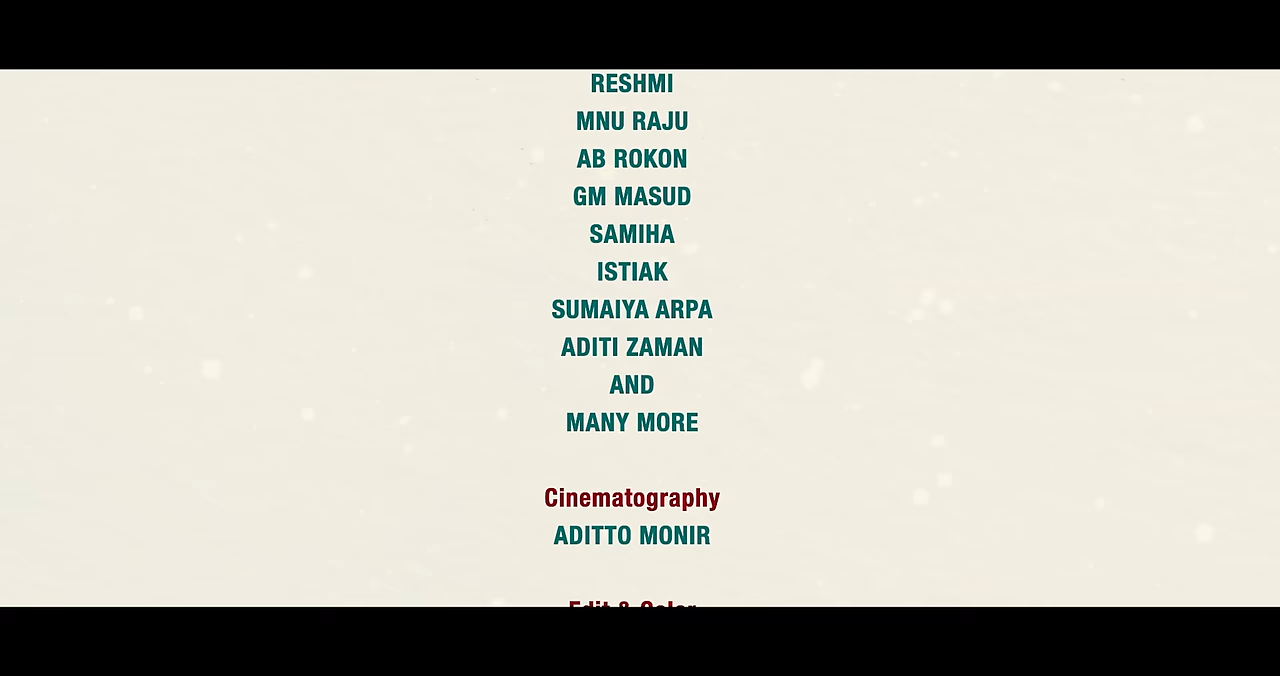 RESHMI
MNU RAJU
AB ROKON
GM MASUD
SAMIHA
ISTIAK
SUMAIYA ARPA
ADITI ZAMAN
AND
MANY MORE
Cinematography
ADITTO MONIR
Edit & Color